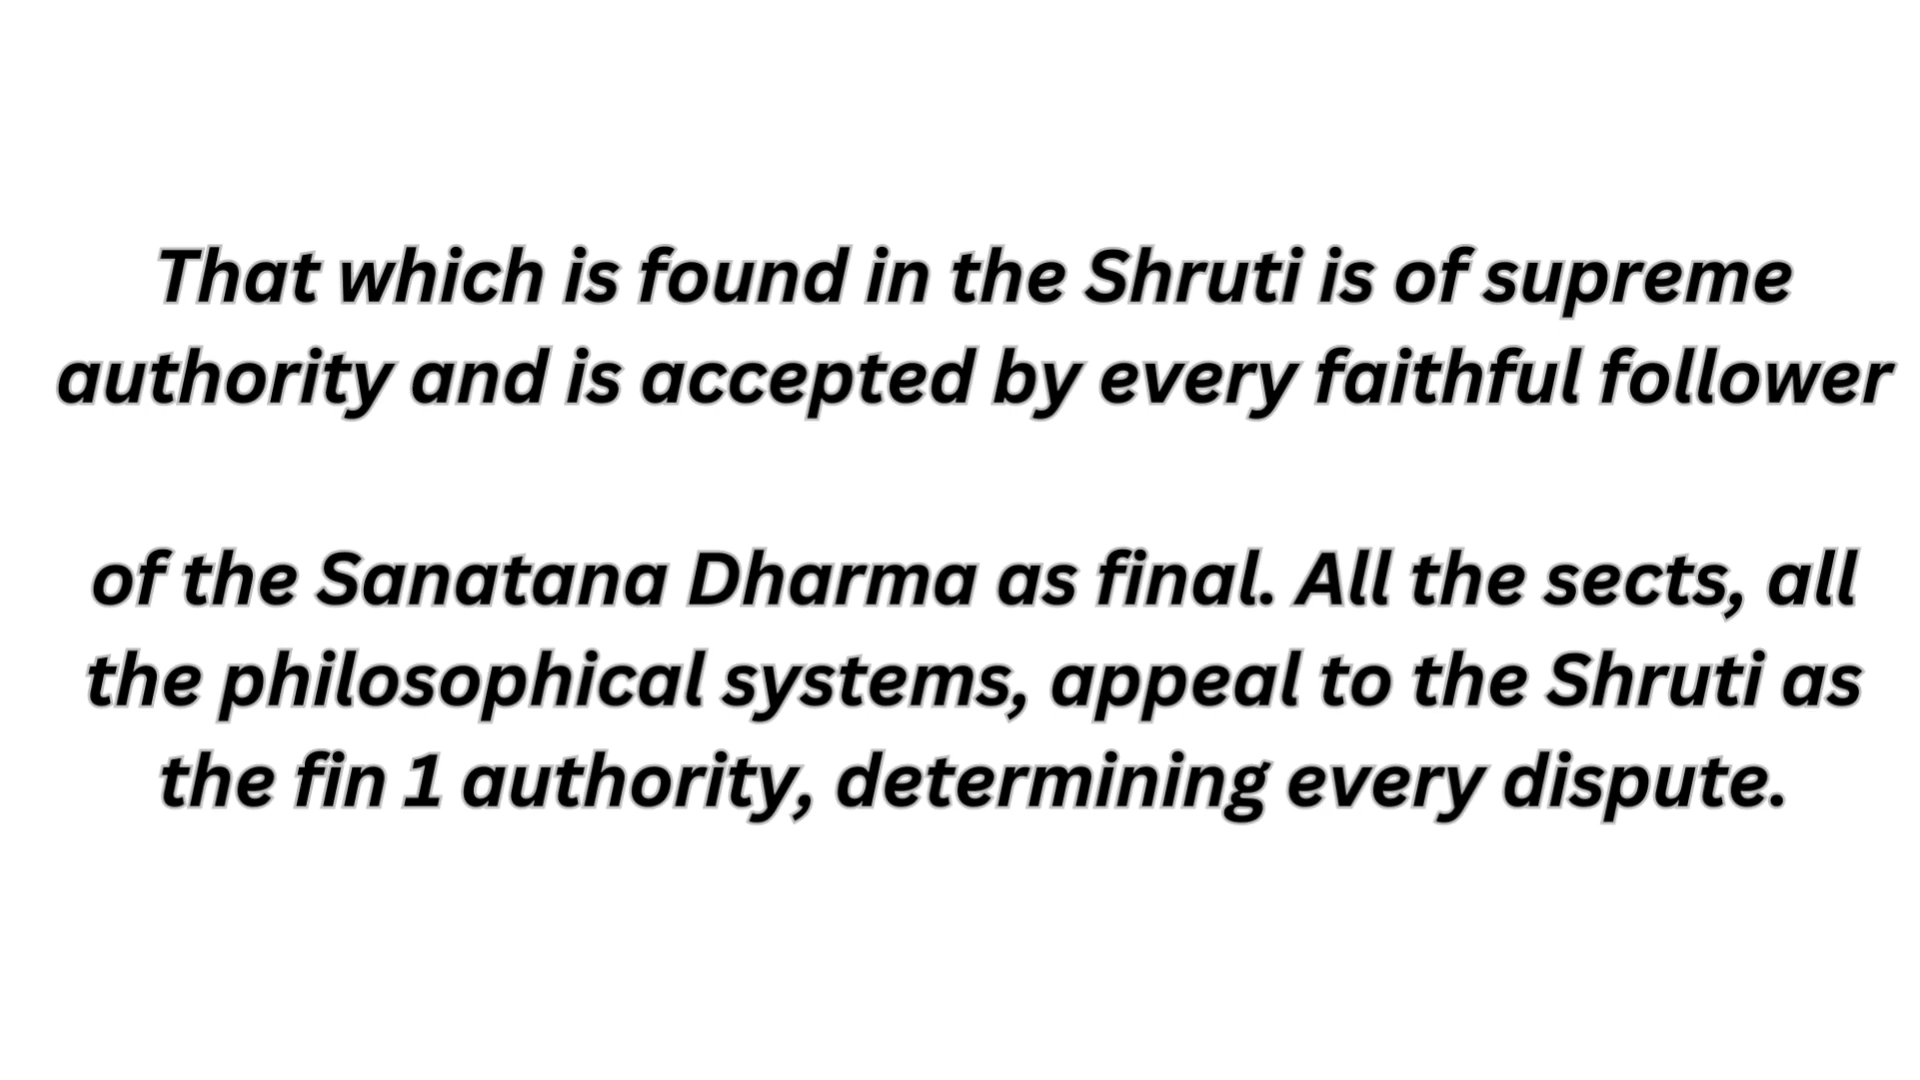 That which is found in the Shruti is of supreme
authority and is accepted by every faithful follower
of the Sanatana Dharma as final. All the sects, all
the philosophical systems, appeal to the Shruti as
the fin 1 authority, determining every dispute.